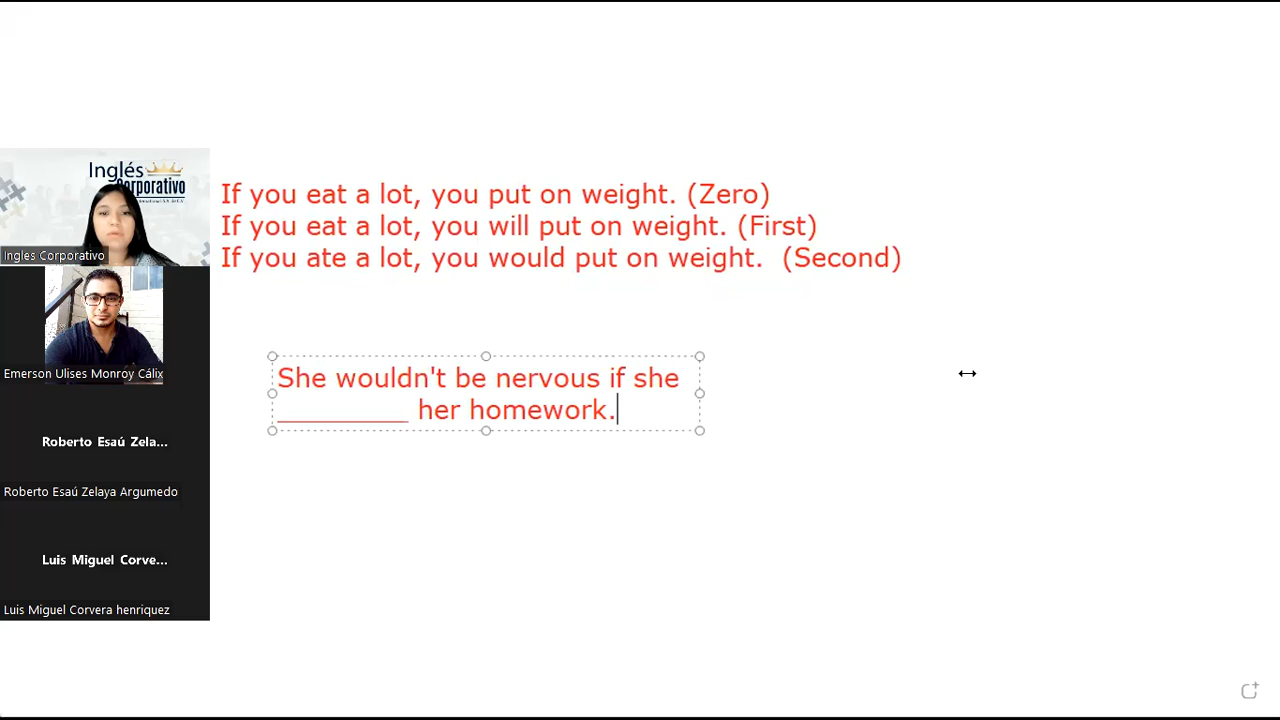 Inglés
Corporativo
Ingles Corporativo
Emerson Ulises Monroy Cálix
Roberto Esaú Zela...
Roberto Esaú Zelaya Argumedo
Luis Miguel Corve...
Luis Miguel Corvera henriquez
If you eat a lot, you put on weight. (Zero)
If you eat a lot, you will put on weight. (First)
If you ate a lot, you would put on weight.  (Second)
She wouldn't be nervous if she
_________ her homework.